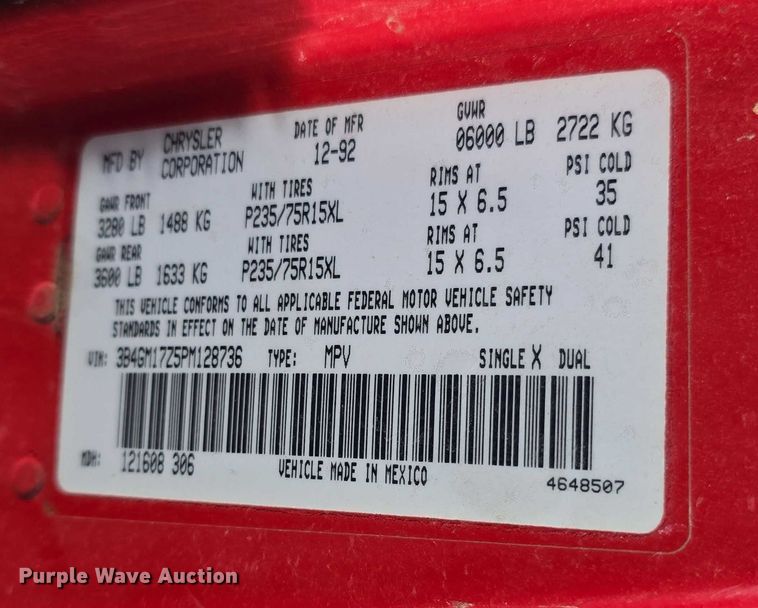 MFD BY CHRYSLER CORPORATION DATE OF MFR 12-92 GVWR 06000 LB 2722 KG
GAWR FRONT WITH TIRES RIMS AT PSI COLD
3280 LB 1488 KG P235/75R15XL 15 X 6.5 35
GAWR REAR WITH TIRES RIMS AT PSI COLD
3600 LB 1633 KG P235/75R15XL 15 X 6.5 41
THIS VEHICLE CONFORMS TO ALL APPLICABLE FEDERAL MOTOR VEHICLE SAFETY
STANDARDS IN EFFECT ON THE DATE OF MANUFACTURE SHOWN ABOVE.
VIN: 3B4GM17Z5PM128736 TYPE: MPV SINGLE X DUAL
MDH: 121608 306 VEHICLE MADE IN MEXICO 4648507
Purple Wave Auction